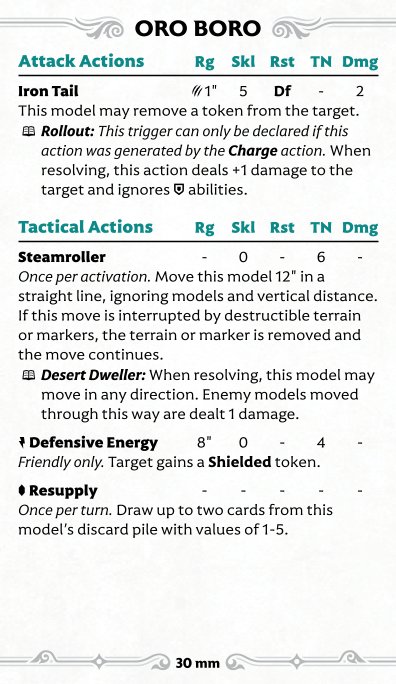 ORO BORO
Attack Actions Rg Skl Rst TN Dmg
Iron Tail 1" 5 Df - 2
This model may remove a token from the target.
Rollout: This trigger can only be declared if this
action was generated by the Charge action. When
resolving, this action deals +1 damage to the
target and ignores abilities.
Tactical Actions Rg Skl Rst TN Dmg
Steamroller - 0 - 6 -
Once per activation. Move this model 12" in a
straight line, ignoring models and vertical distance.
If this move is interrupted by destructible terrain
or markers, the terrain or marker is removed and
the move continues.
Desert Dweller: When resolving, this model may
move in any direction. Enemy models moved
through this way are dealt 1 damage.
Defensive Energy 8" 0 - 4 -
Friendly only. Target gains a Shielded token.
Resupply - - - - -
Once per turn. Draw up to two cards from this
model's discard pile with values of 1-5.
30 mm